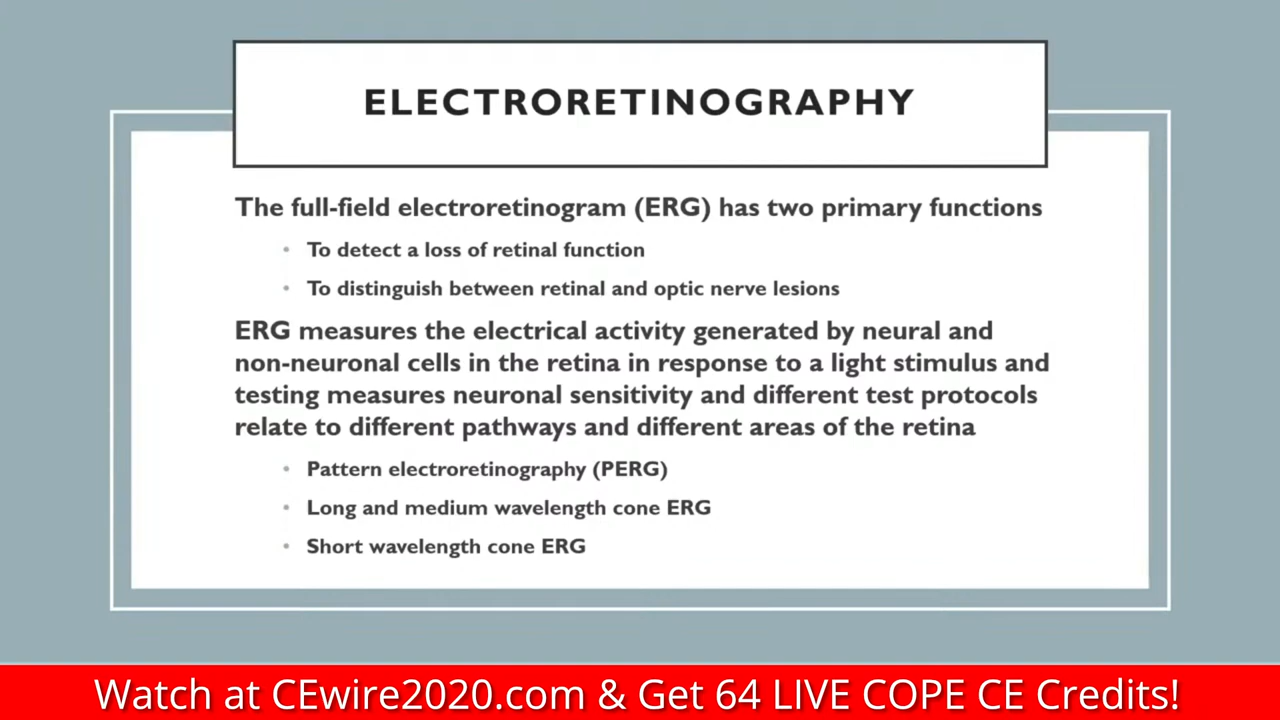 ELECTRORETINOGRAPHY
The full-field electroretinogram (ERG) has two primary functions
• To detect a loss of retinal function
• To distinguish between retinal and optic nerve lesions
ERG measures the electrical activity generated by neural and
non-neuronal cells in the retina in response to a light stimulus and
testing measures neuronal sensitivity and different test protocols
relate to different pathways and different areas of the retina
• Pattern electroretinography (PERG)
• Long and medium wavelength cone ERG
• Short wavelength cone ERG
Watch at CEwire2020.com & Get 64 LIVE COPE CE Credits!